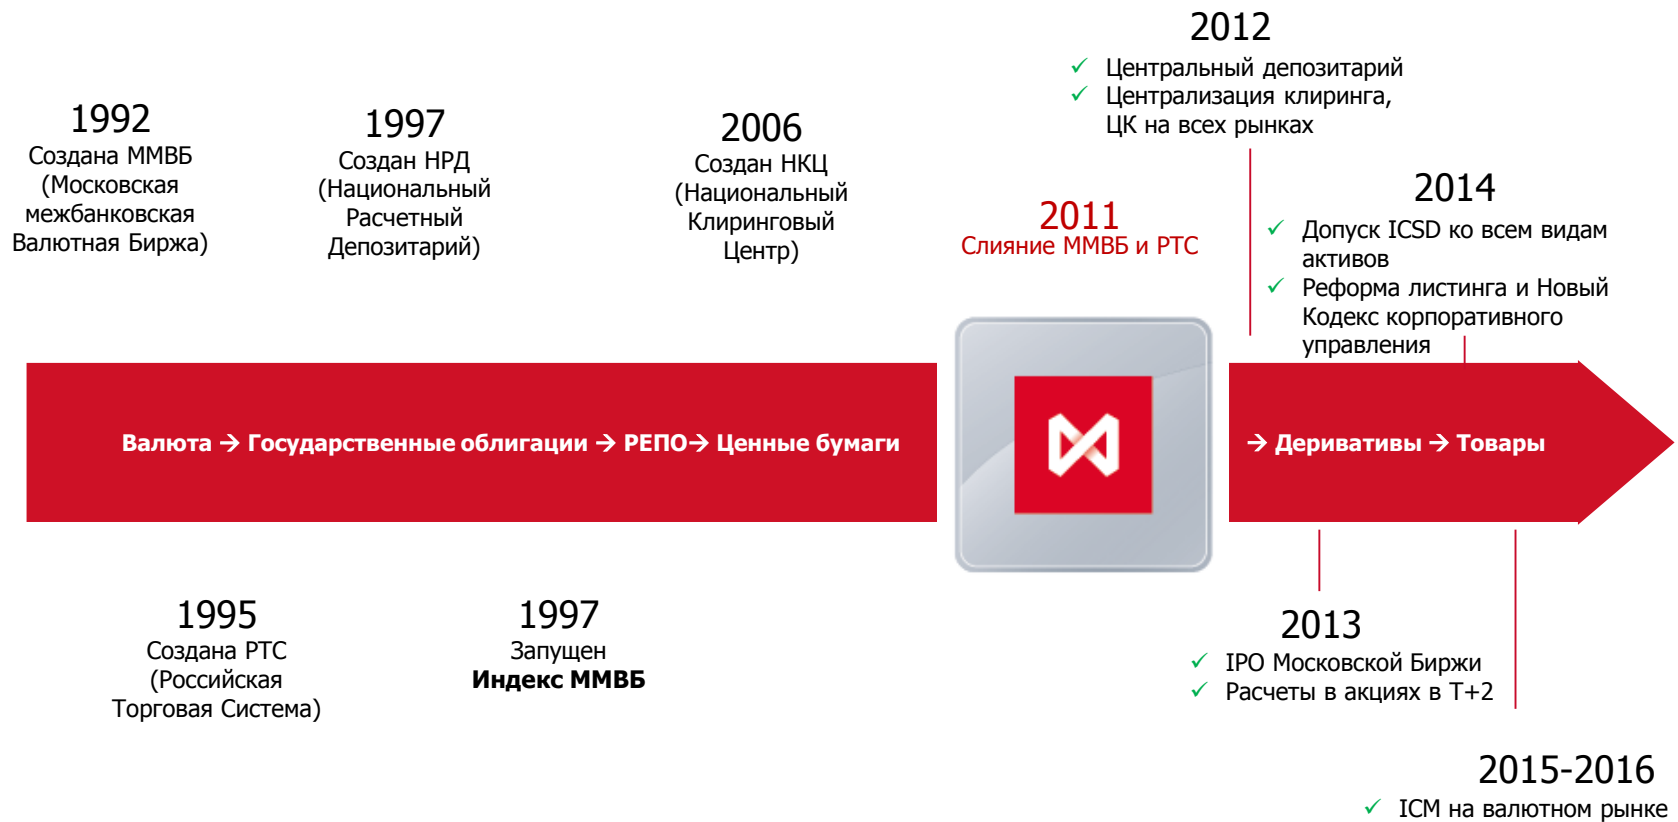 1992
Создана ММВБ
(Московская
межбанковская
Валютная Биржа)
1997
Создан НРД
(Национальный
Расчетный
Депозитарий)
2006
Создан НКЦ
(Национальный
Клиринговый
Центр)
2011
Слияние ММВБ и РТС
2012
✓ Центральный депозитарий
✓ Централизация клиринга,
ЦК на всех рынках
2014
✓ Допуск ICSD ко всем видам
активов
✓ Реформа листинга и Новый
Кодекс корпоративного
управления
Валюта → Государственные облигации → РЕПО→ Ценные бумаги
→ Деривативы → Товары
1995
Создана РТС
(Российская
Торговая Система)
1997
Запущен
Индекс ММВБ
2013
✓ IPO Московской Биржи
✓ Расчеты в акциях в Т+2
2015-2016
✓ ICM на валютном рынке